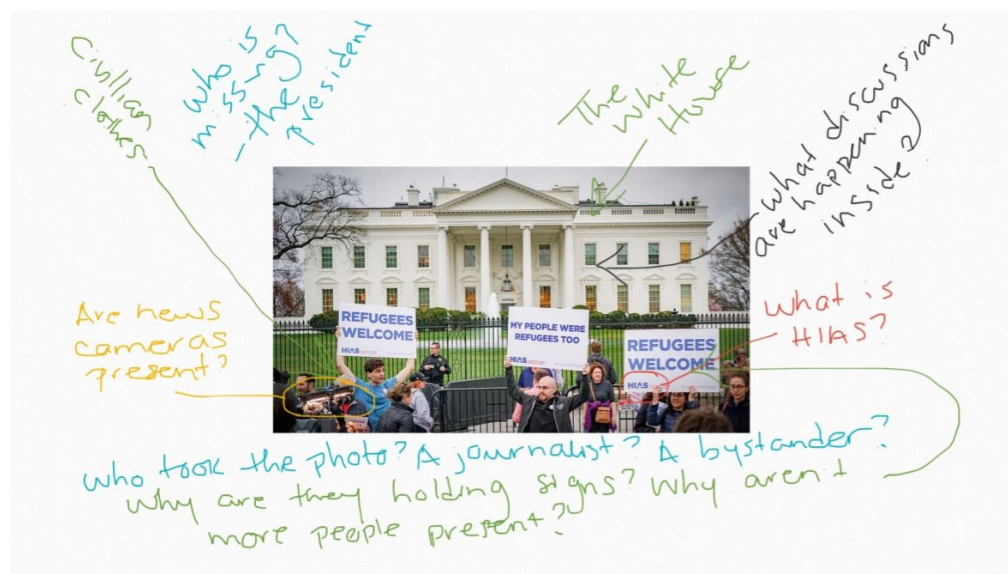 Civilian
clothes
who is
missing?
- the
president
The
White
House
what discussions
are happening
inside?
Are news
cameras
present?
what is
HIAS?
REFUGEES
WELCOME
HIAS
MY PEOPLE WERE
REFUGEES TOO
HIAS
REFUGEES
WELCOME
HIAS
who took the photo? A journalist? A bystander?
why are they holding signs? Why aren't
more people present?